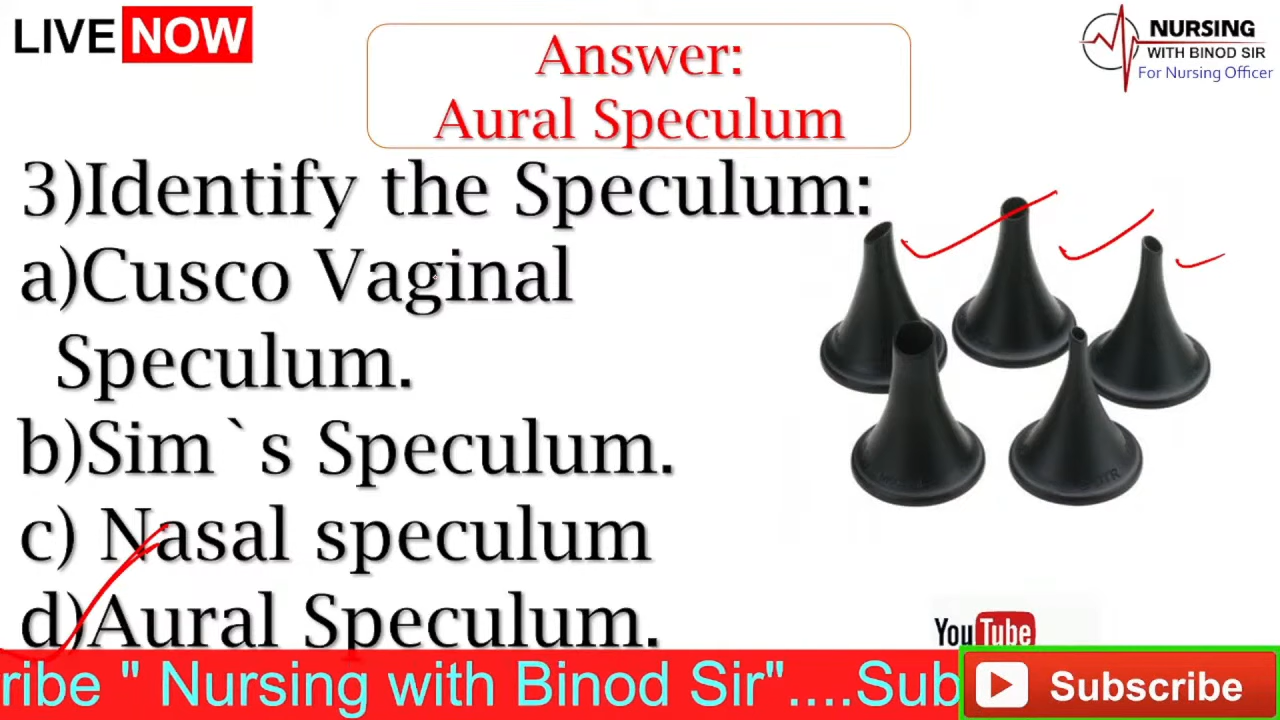 LIVE NOW
NURSING
WITH BINOD SIR
For Nursing Officer
Answer:
Aural Speculum
3)Identify the Speculum:
a)Cusco Vaginal
Speculum.
b)Sim`s Speculum.
c) Nasal speculum
d)Aural Speculum.
YouTube
ribe " Nursing with Binod Sir"....Sub
Subscribe